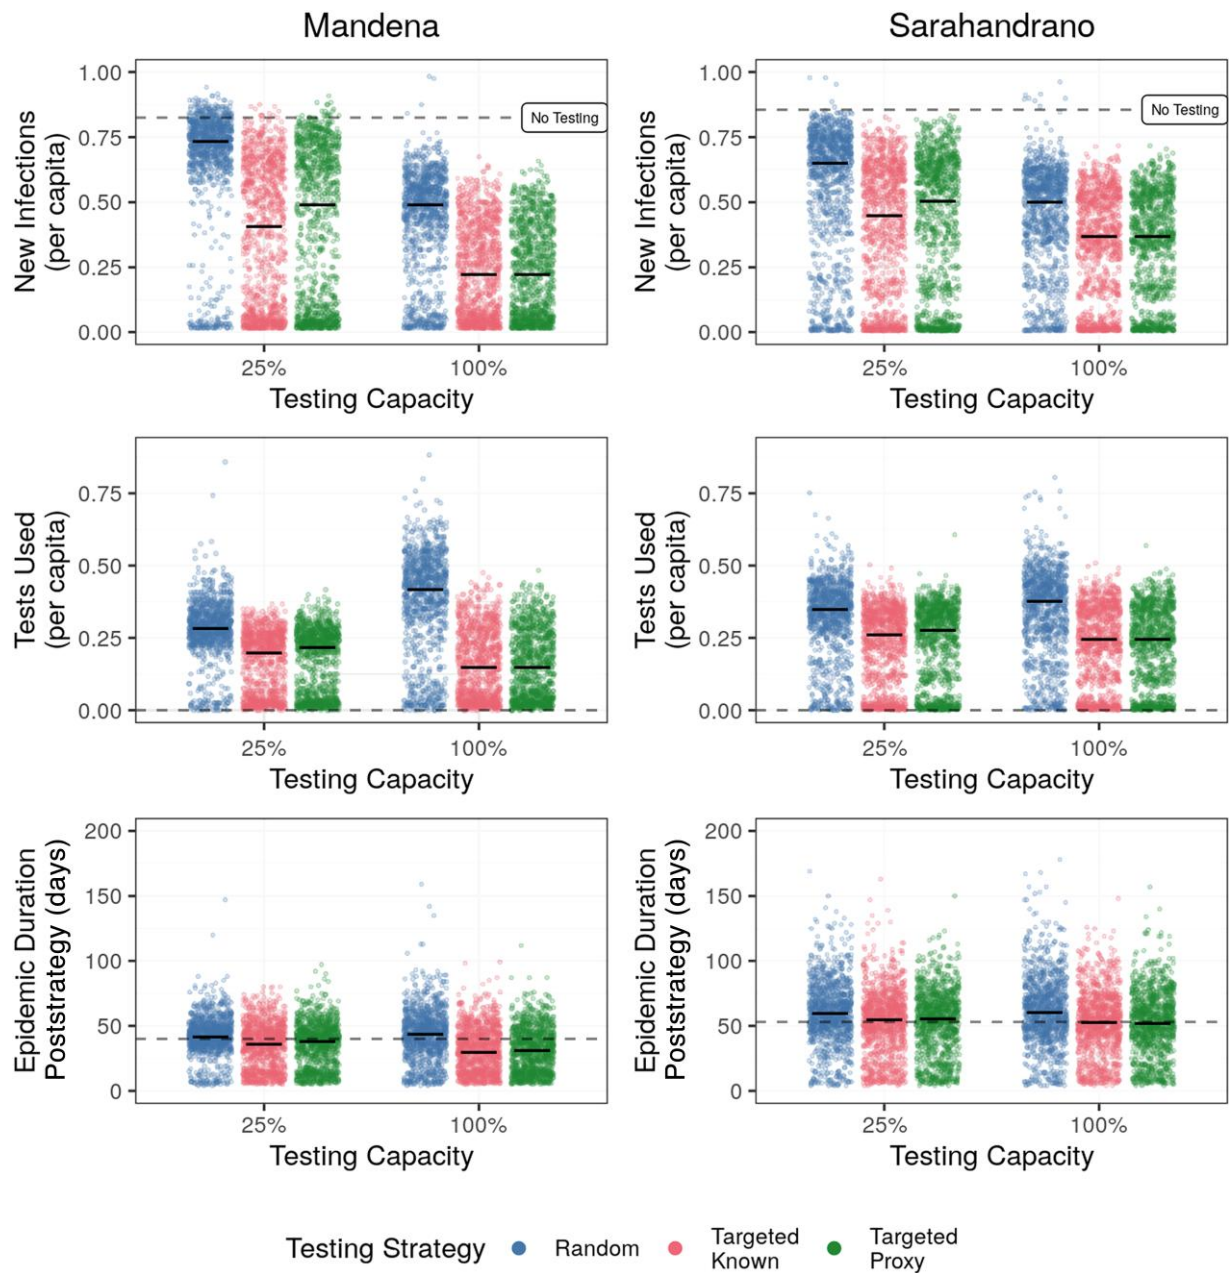 Mandena
Sarahandrano
New Infections
(per capita)
1.00
0.75
0.50
0.25
0.00
No Testing
25%
100%
Testing Capacity
New Infections
(per capita)
1.00
0.75
0.50
0.25
0.00
No Testing
25%
100%
Testing Capacity
Tests Used
(per capita)
0.75
0.50
0.25
0.00
25%
100%
Testing Capacity
Tests Used
(per capita)
0.75
0.50
0.25
0.00
25%
100%
Testing Capacity
Epidemic Duration
Poststrategy (days)
200
150
100
50
0
25%
100%
Testing Capacity
Epidemic Duration
Poststrategy (days)
200
150
100
50
0
25%
100%
Testing Capacity
Testing Strategy
Random
Targeted
Known
Targeted
Proxy